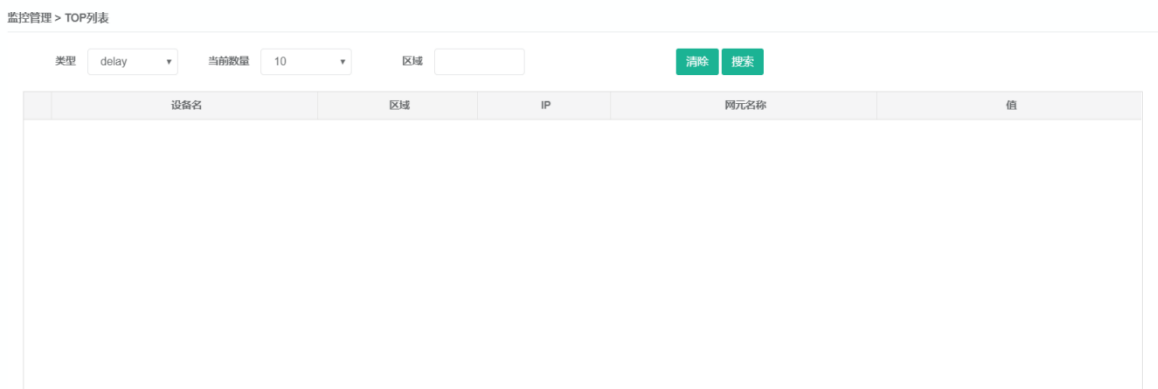 监控管理 > TOP列表
类型 delay 当前数量 10 区域 清除 搜索
设备名 区域 IP 网元名称 值